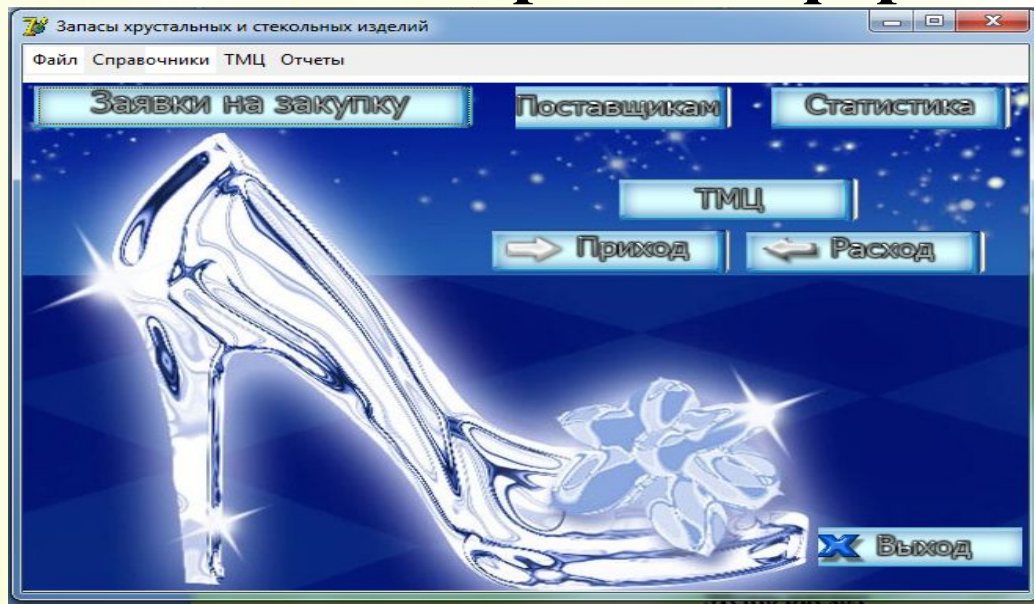 Запасы хрустальных и стекольных изделий
Файл Справочники ТМЦ Отчеты
Заявки на закупку Поставщикам Статистика
ТМЦ
Приход Расход
Выход